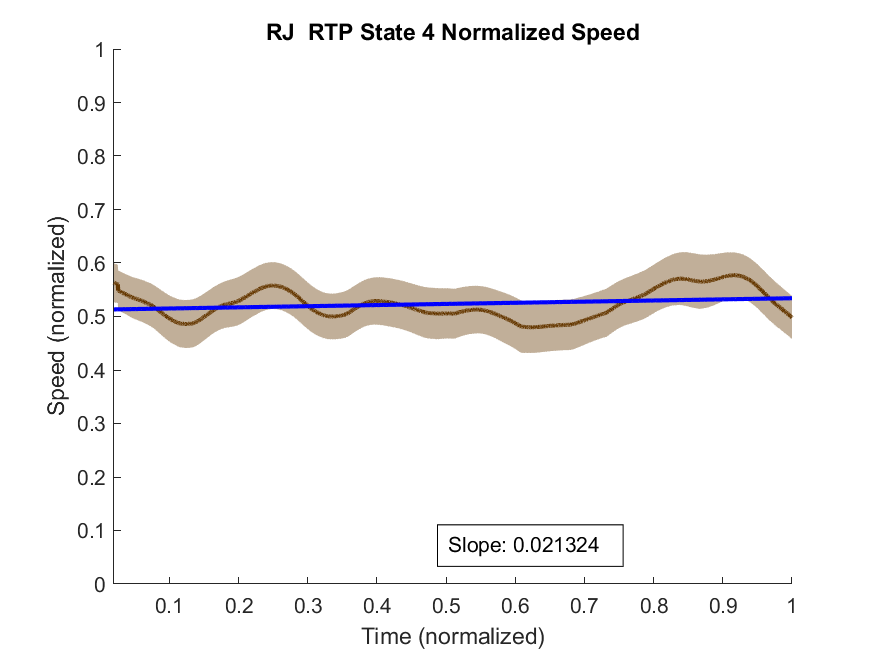 RJ  RTP State 4 Normalized Speed
1
0.9
0.8
0.7
0.6
0.5
0.4
0.3
0.2
0.1
0
Speed (normalized)
Slope: 0.021324
0.1 0.2 0.3 0.4 0.5 0.6 0.7 0.8 0.9 1
Time (normalized)